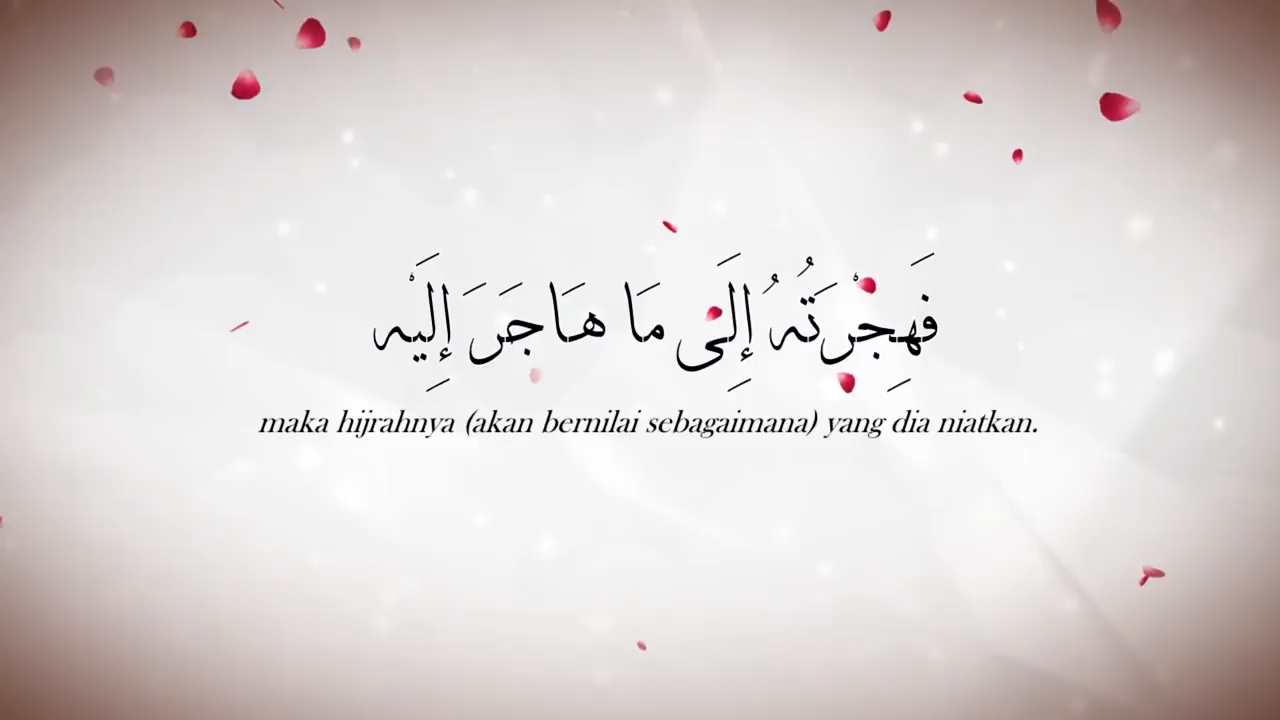 فَهِجْرَتُهُ إِلَى مَا هَاجَرَ إِلَيْه
maka hijrahnya (akan bernilai sebagaimana) yang dia niatkan.